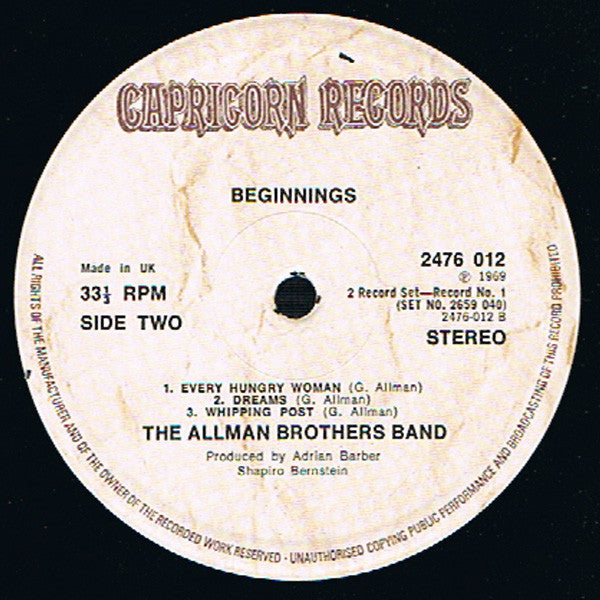 CAPRICORN RECORDS
BEGINNINGS
Made in UK
33⅓ RPM
SIDE TWO
2476 012
℗ 1969
2 Record Set—Record No. 1
(SET No. 2659 040)
2476-012 B
STEREO
1. EVERY HUNGRY WOMAN (G. Allman)
2. DREAMS (G. Allman)
3. WHIPPING POST (G. Allman)
THE ALLMAN BROTHERS BAND
Produced by Adrian Barber
Shapiro Bernstein
ALL RIGHTS OF THE MANUFACTURER AND OF THE OWNER OF THE RECORDED WORK RESERVED - UNAUTHORISED COPYING PUBLIC PERFORMANCE AND BROADCASTING OF THIS RECORD PROHIBITED